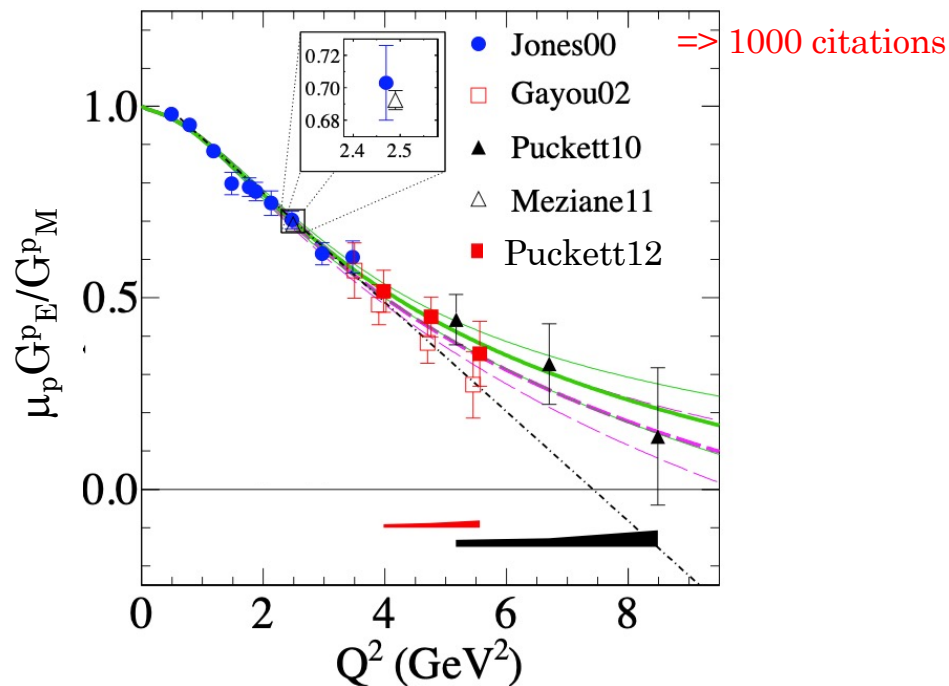 Jones00
=> 1000 citations
Gayou02
Puckett10
Meziane11
Puckett12
0.72
0.70
0.68
2.4 2.5
1.0
0.5
0.0
μpGpE/GpM
0 2 4 6 8
Q2 (GeV2)